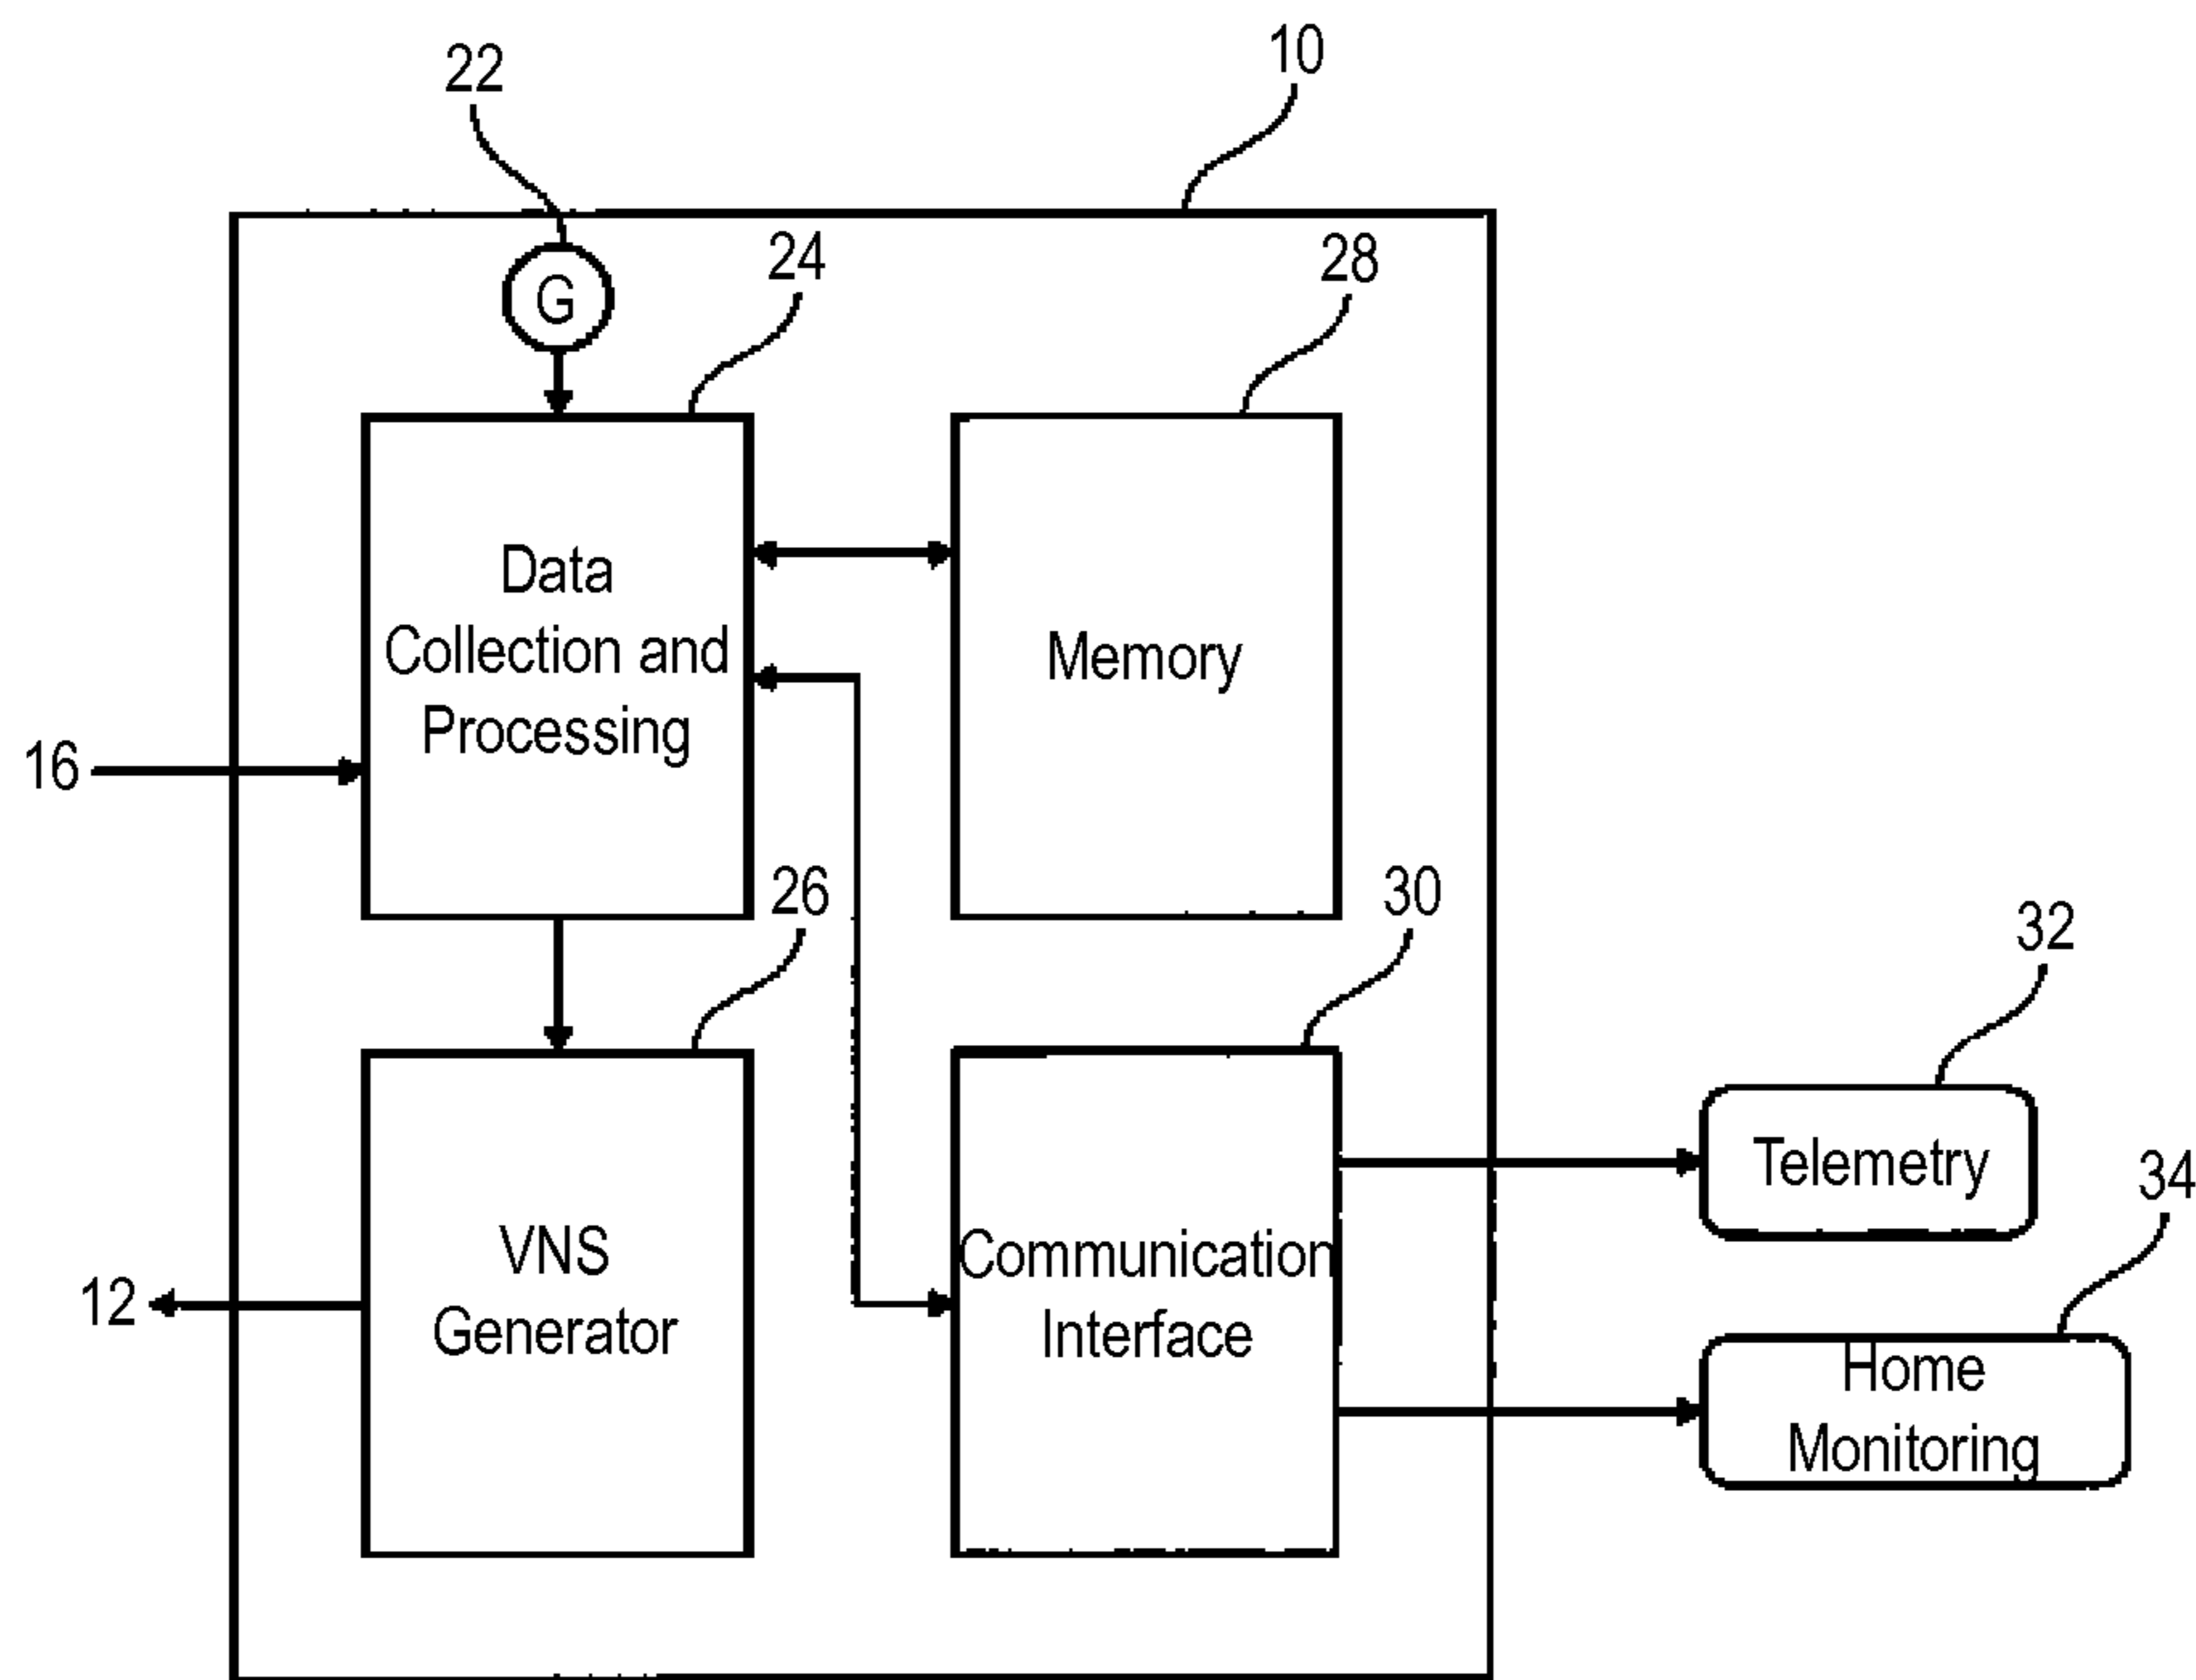 22
10
G
24
28
Data
Collection and
Processing
Memory
16
26
30
32
Telemetry
34
VNS
Generator
Communication
Interface
12
Home
Monitoring